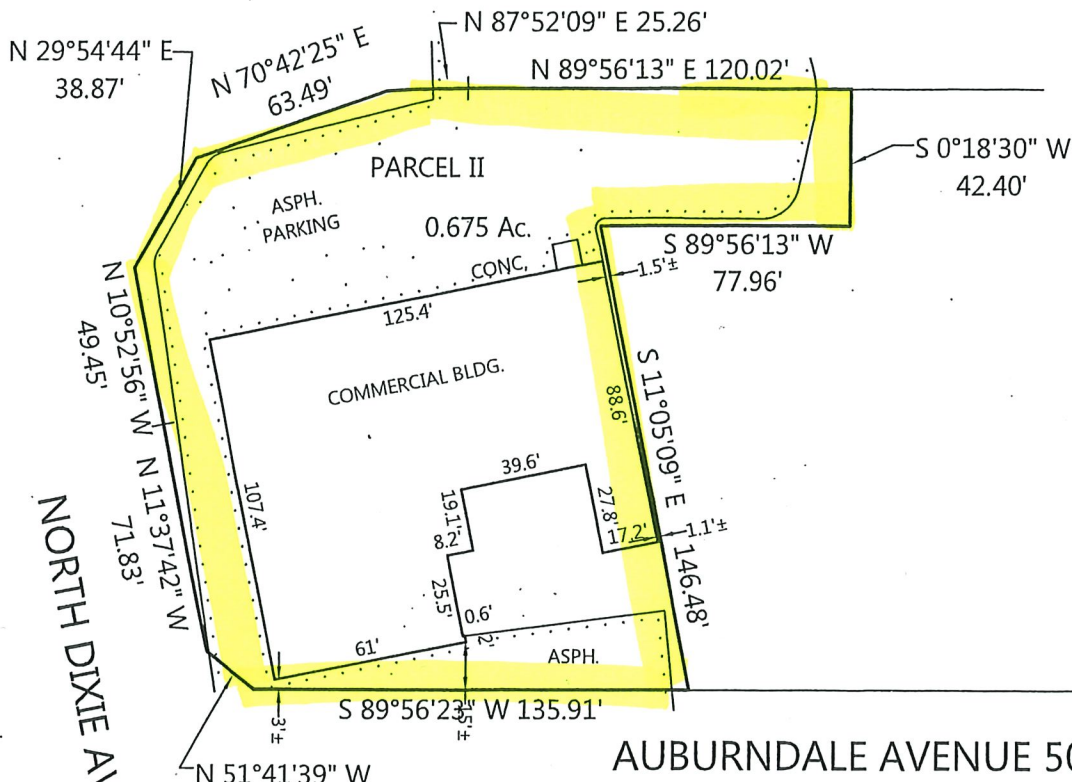 N 87°52'09" E 25.26'
N 29°54'44" E
38.87'
N 70°42'25" E
63.49'
N 89°56'13" E 120.02'
S 0°18'30" W
42.40'
PARCEL II
ASPH.
PARKING
0.675 Ac.
CONC.
S 89°56'13" W
77.96'
1.5'±
125.4'
N 10°52'56" W
49.45'
COMMERCIAL BLDG.
S 11°05'09" E 146.48'
88.6'
39.6'
19.1'
27.8'
8.2'
17.2'
1.1'±
107.4'
N 11°37'42" W
71.83'
25.5'
0.6'
2'
61'
ASPH.
S 89°56'23" W 135.91'
3'±
15'±
NORTH DIXIE AV
N 51°41'39" W
AUBURNDALE AVENUE 50